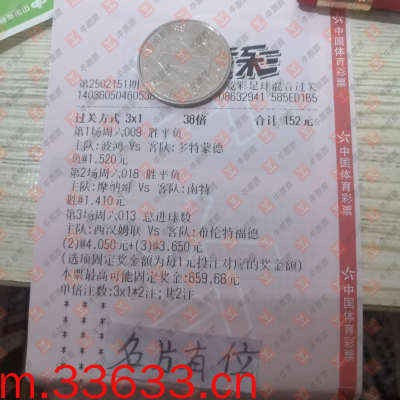 第2502151期
竞彩足球混合过关
过关方式 3x1 38倍 合计 152元
第1场周六009 胜平负
主队:波鸿 Vs 客队:多特蒙德
负#1.520元
第2场周六018 胜平负
主队:摩纳哥 Vs 客队:南特
胜#1.410元
第3场周六013 总进球数
主队:西汉姆联 Vs 客队:布伦特福德
(2)#4.050元+(3)#3.650元
(选项固定奖金额为每1元投注对应的奖金额)
本票最高可能固定奖金:659.68元
单倍注数:3x1*2注;共2注
名片有位
m.33633.cn
中国体育彩票
中国体育彩票
中国体育彩票